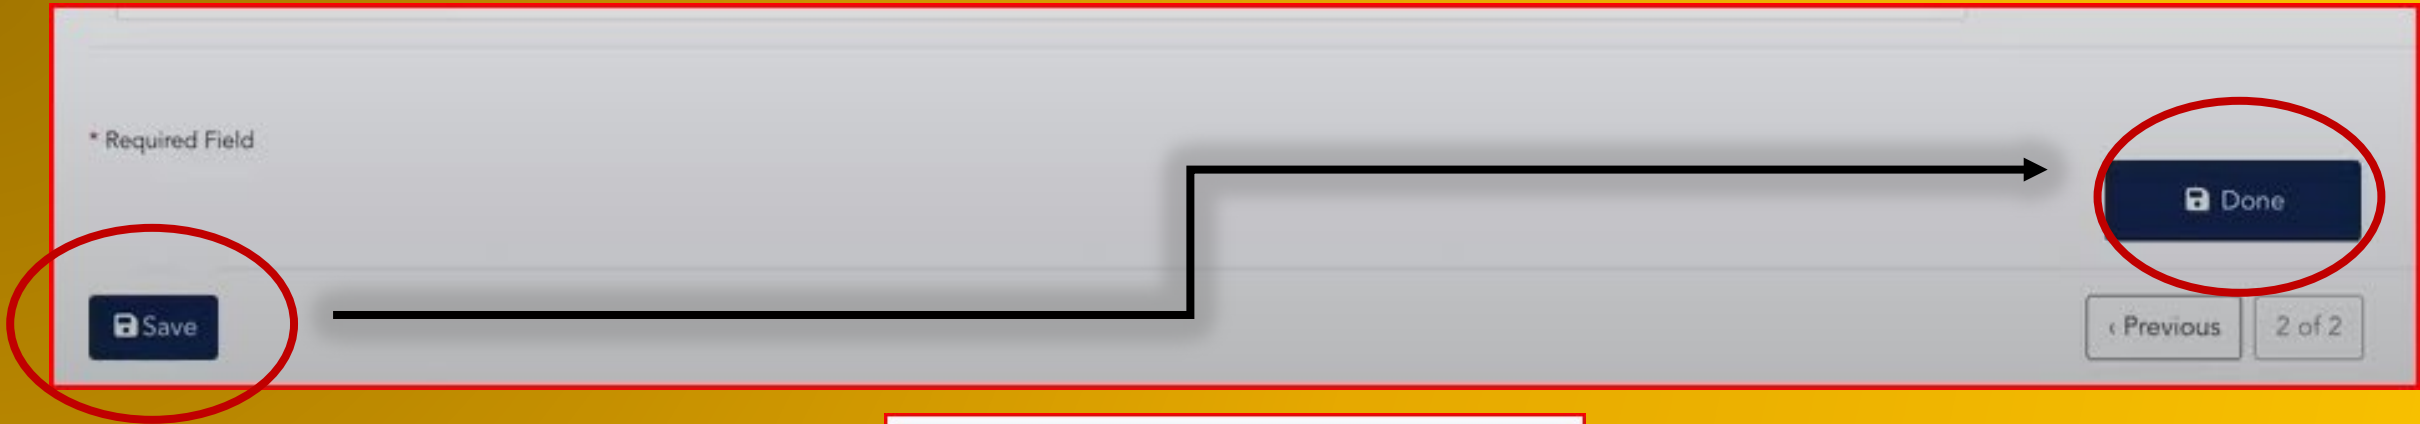 * Required Field
Done
Save
‹ Previous
2 of 2